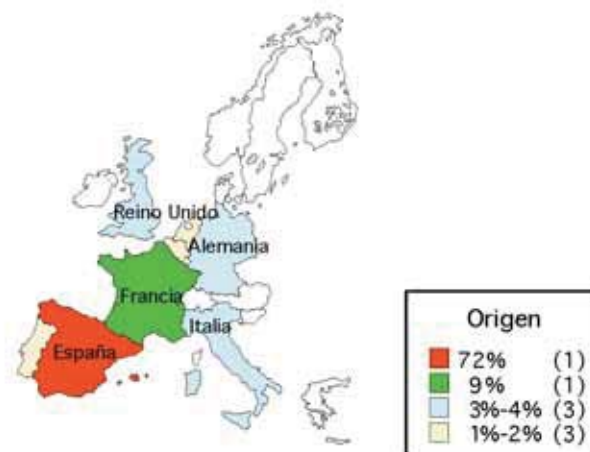 Reino Unido
Alemania
Francia
Italia
España
Origen
72% (1)
9% (1)
3%-4% (3)
1%-2% (3)